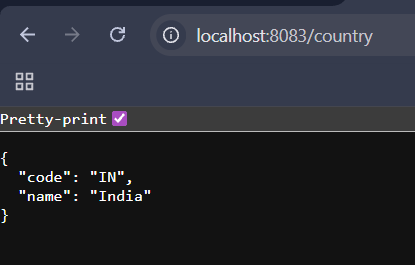 localhost:8083/country
Pretty-print
{
  "code": "IN",
  "name": "India"
}